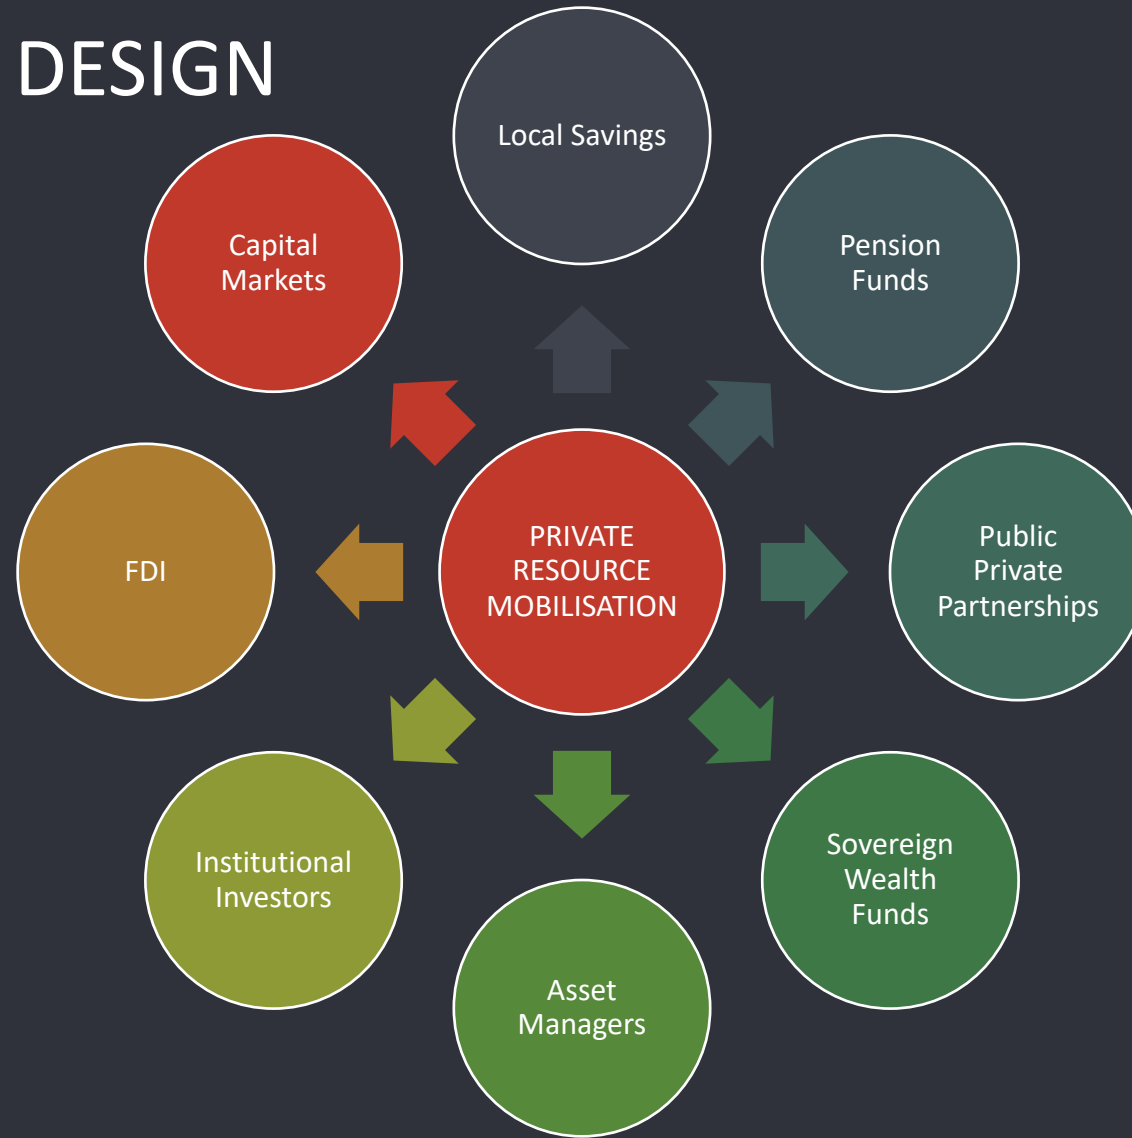 DESIGN
Local Savings
Pension
Funds
Public
Private
Partnerships
Sovereign
Wealth
Funds
Asset
Managers
Institutional
Investors
FDI
Capital
Markets
PRIVATE
RESOURCE
MOBILISATION